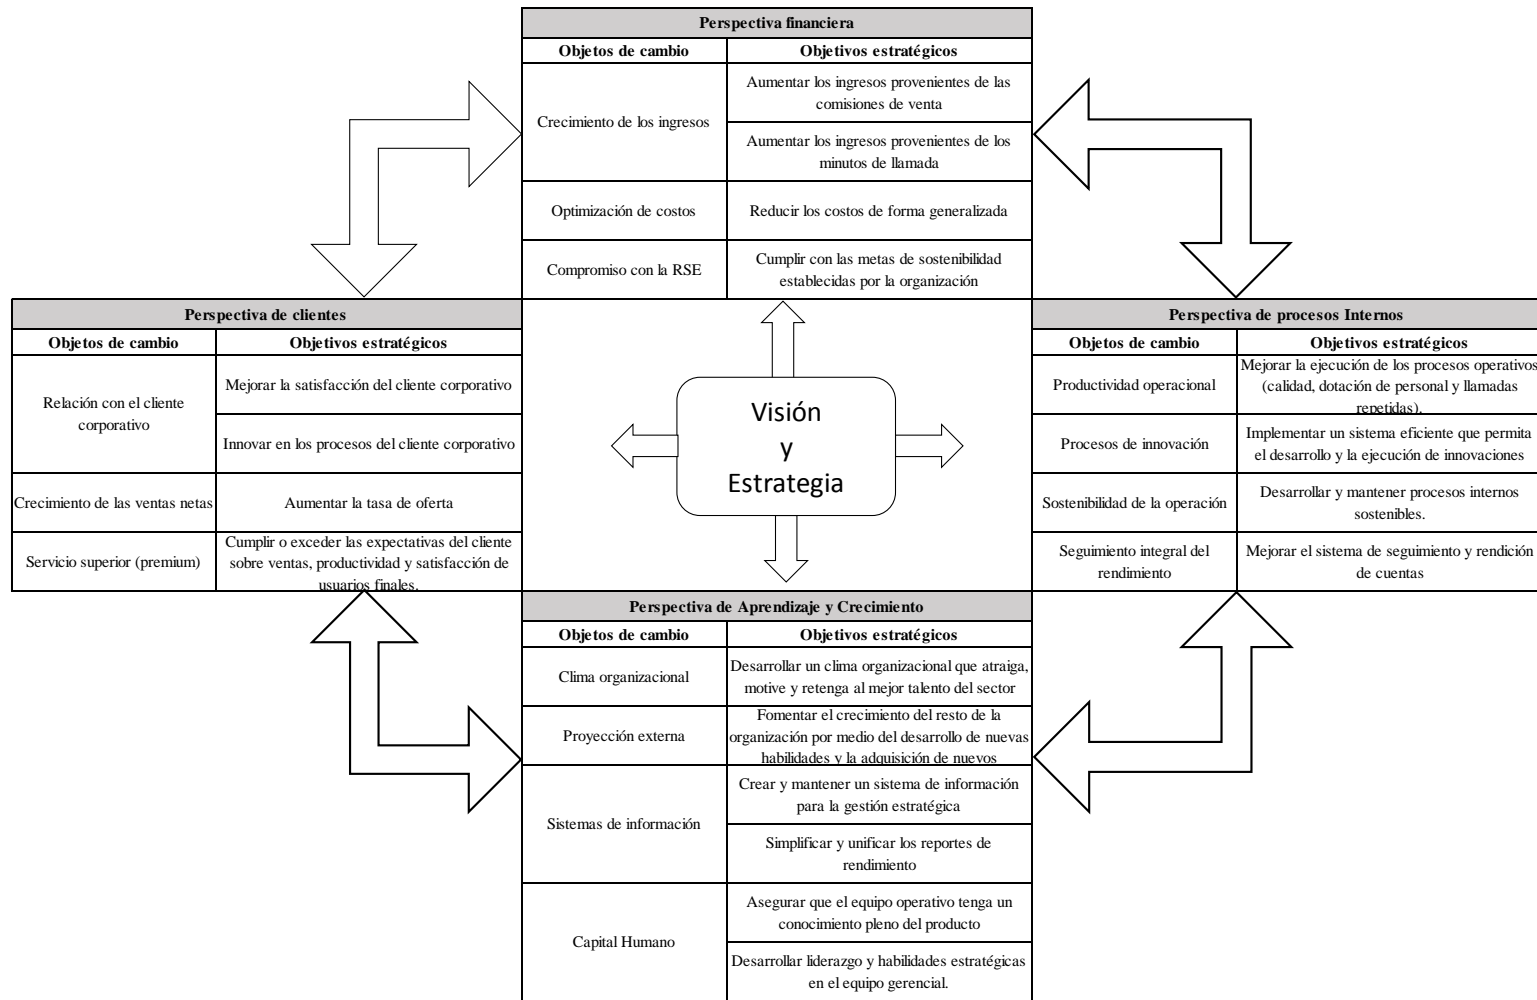 Perspectiva financiera
Objetos de cambio
Objetivos estratégicos
Crecimiento de los ingresos
Aumentar los ingresos provenientes de las
comisiones de venta
Aumentar los ingresos provenientes de los
minutos de llamada
Optimización de costos
Reducir los costos de forma generalizada
Compromiso con la RSE
Cumplir con las metas de sostenibilidad
establecidas por la organización
Perspectiva de clientes
Objetos de cambio
Objetivos estratégicos
Relación con el cliente
corporativo
Mejorar la satisfacción del cliente corporativo
Innovar en los procesos del cliente corporativo
Crecimiento de las ventas netas
Aumentar la tasa de oferta
Servicio superior (premium)
Cumplir o exceder las expectativas del cliente
sobre ventas, productividad y satisfacción de
usuarios finales.
Visión
y
Estrategia
Perspectiva de procesos Internos
Objetos de cambio
Objetivos estratégicos
Productividad operacional
Mejorar la ejecución de los procesos operativos
(calidad, dotación de personal y llamadas
repetidas).
Procesos de innovación
Implementar un sistema eficiente que permita
el desarrollo y la ejecución de innovaciones
Sostenibilidad de la operación
Desarrollar y mantener procesos internos
sostenibles.
Seguimiento integral del
rendimiento
Mejorar el sistema de seguimiento y rendición
de cuentas
Perspectiva de Aprendizaje y Crecimiento
Objetos de cambio
Objetivos estratégicos
Clima organizacional
Desarrollar un clima organizacional que atraiga,
motive y retenga al mejor talento del sector
Proyección externa
Fomentar el crecimiento del resto de la
organización por medio del desarrollo de nuevas
habilidades y la adquisición de nuevos
Sistemas de información
Crear y mantener un sistema de información
para la gestión estratégica
Simplificar y unificar los reportes de
rendimiento
Capital Humano
Asegurar que el equipo operativo tenga un
conocimiento pleno del producto
Desarrollar liderazgo y habilidades estratégicas
en el equipo gerencial.